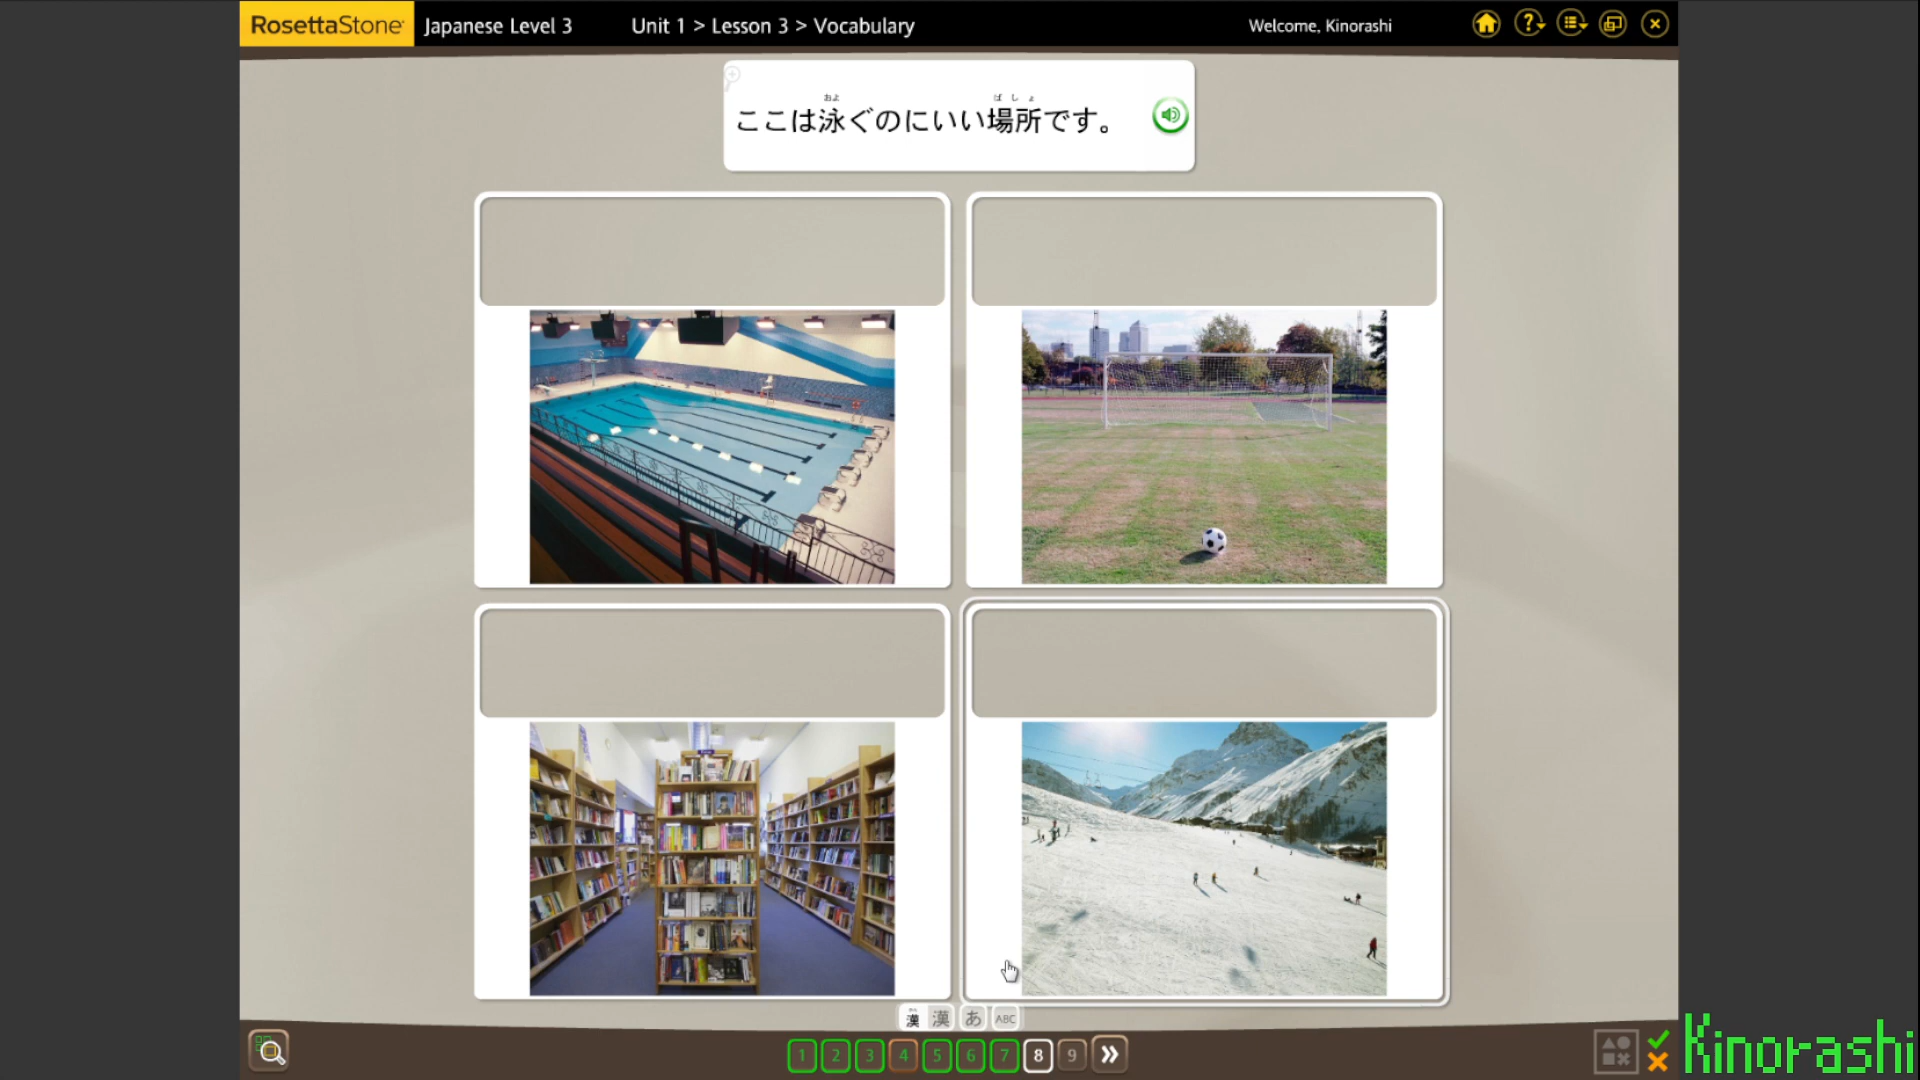 RosettaStone
Japanese Level 3
Unit 1 > Lesson 3 > Vocabulary
Welcome, Kinorashi
およ ばしょ
ここは泳ぐのにいい場所です。
漢 漢 あ ABC
1 2 3 4 5 6 7 8 9
Kinorashi